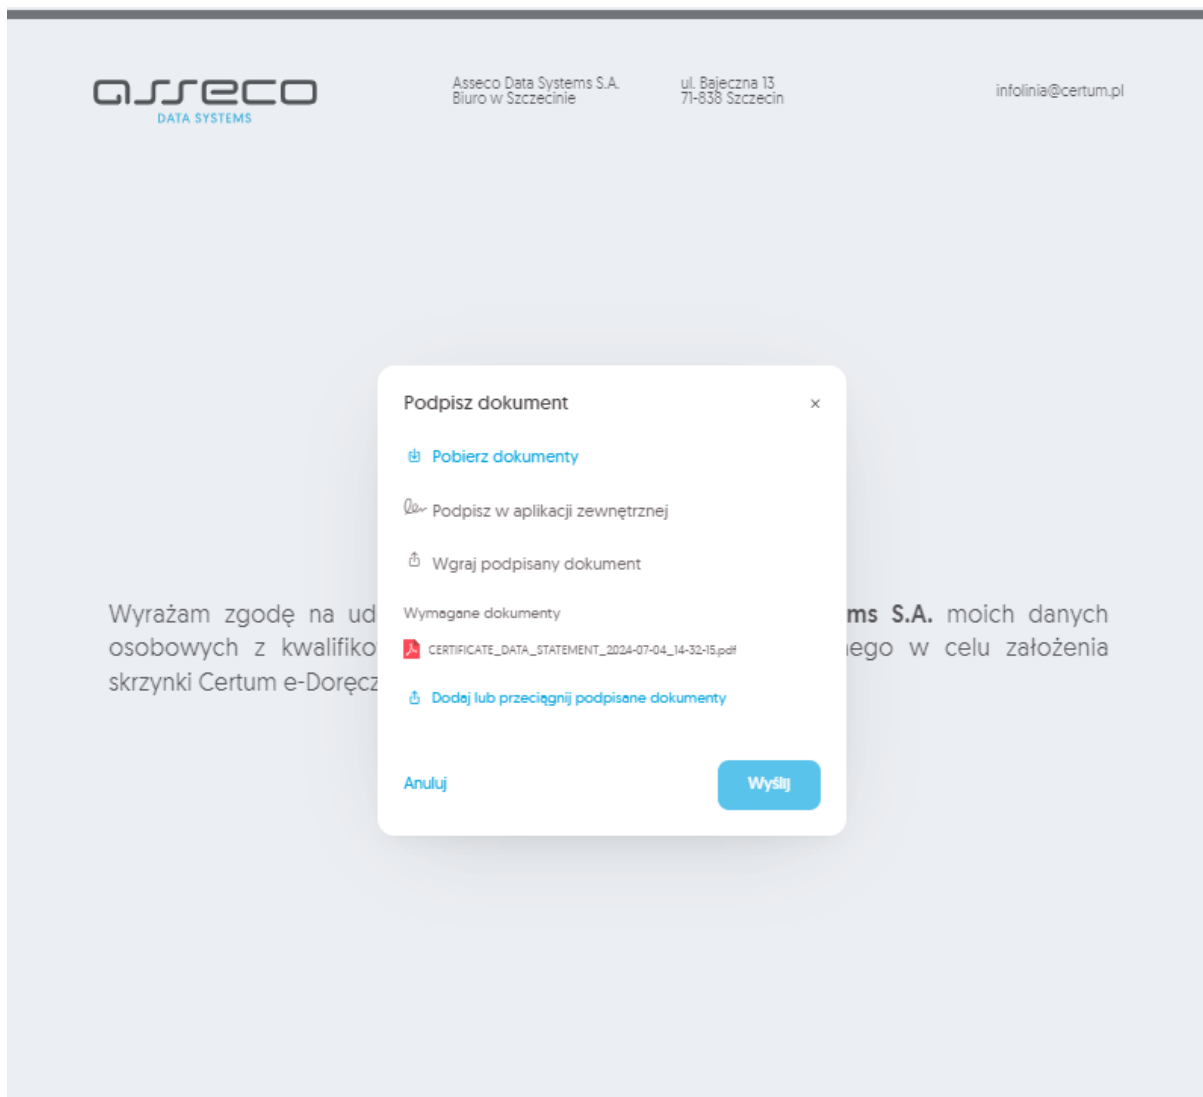 asseco
DATA SYSTEMS
Asseco Data Systems S.A.
Biuro w Szczecinie
ul. Bajeczna 13
71-838 Szczecin
infolinia@certum.pl
Podpisz dokument
×
Pobierz dokumenty
Podpisz w aplikacji zewnętrznej
Wgraj podpisany dokument
Wymagane dokumenty
CERTIFICATE_DATA_STATEMENT_2024-07-04_14-32-15.pdf
Dodaj lub przeciągnij podpisane dokumenty
Anuluj
Wyślij
Wyrażam zgodę na ud ms S.A. moich danych
osobowych z kwalifiko nego w celu założenia
skrzynki Certum e-Doręcz